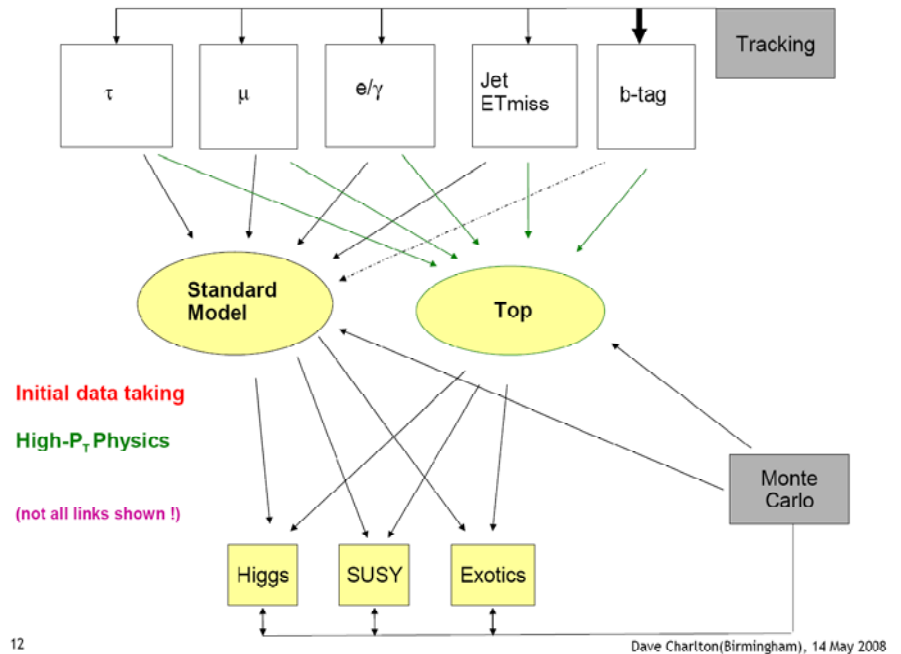 Tracking
τ
μ
e/γ
Jet
ETmiss
b-tag
Standard
Model
Top
Initial data taking
High-PT Physics
(not all links shown !)
Monte
Carlo
Higgs
SUSY
Exotics
12
Dave Charlton(Birmingham), 14 May 2008